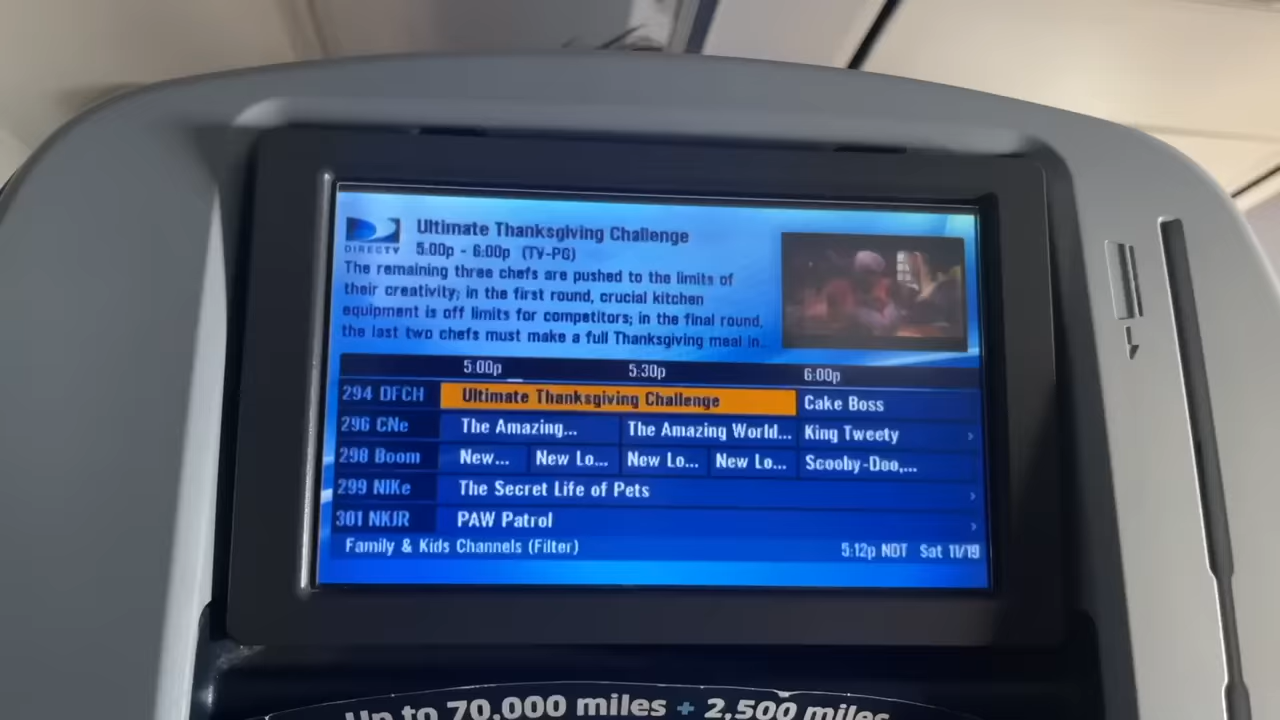 DIRECTV
Ultimate Thanksgiving Challenge
5:00p - 6:00p (TV-PG)
The remaining three chefs are pushed to the limits of
their creativity; in the first round, crucial kitchen
equipment is off limits for competitors; in the final round,
the last two chefs must make a full Thanksgiving meal in...
5:00p 5:30p 6:00p
294 DFCH Ultimate Thanksgiving Challenge Cake Boss
296 CNe The Amazing... The Amazing World... King Tweety
298 Boom New... New Lo... New Lo... New Lo... Scooby-Doo,...
299 NIKe The Secret Life of Pets
301 NKJR PAW Patrol
Family & Kids Channels (Filter) 5:12p NDT Sat 11/19
Up to 70,000 miles + 2,500 miles